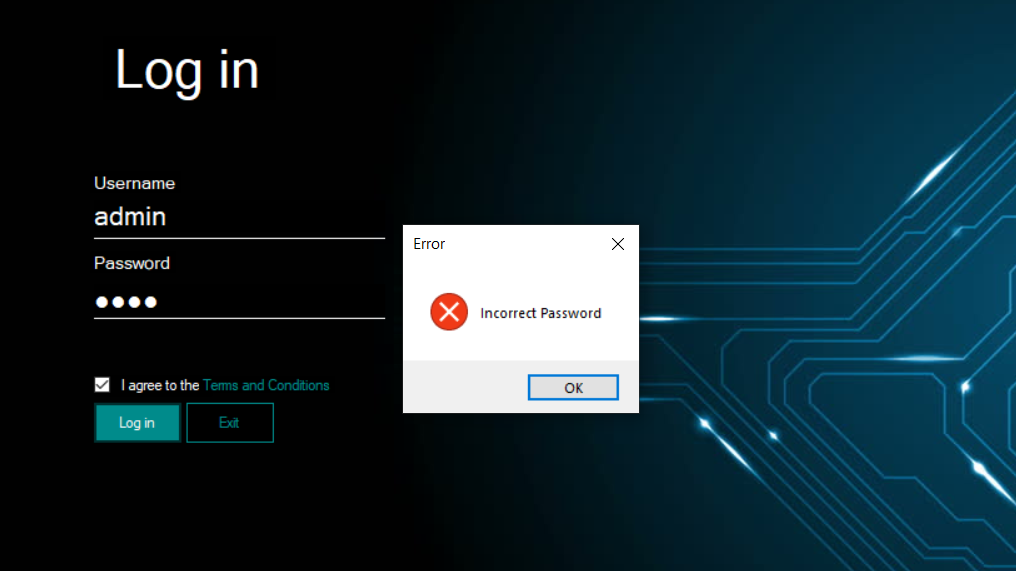 Log in
Username
admin
Password
Error
Incorrect Password
OK
I agree to the Terms and Conditions
Log in
Exit